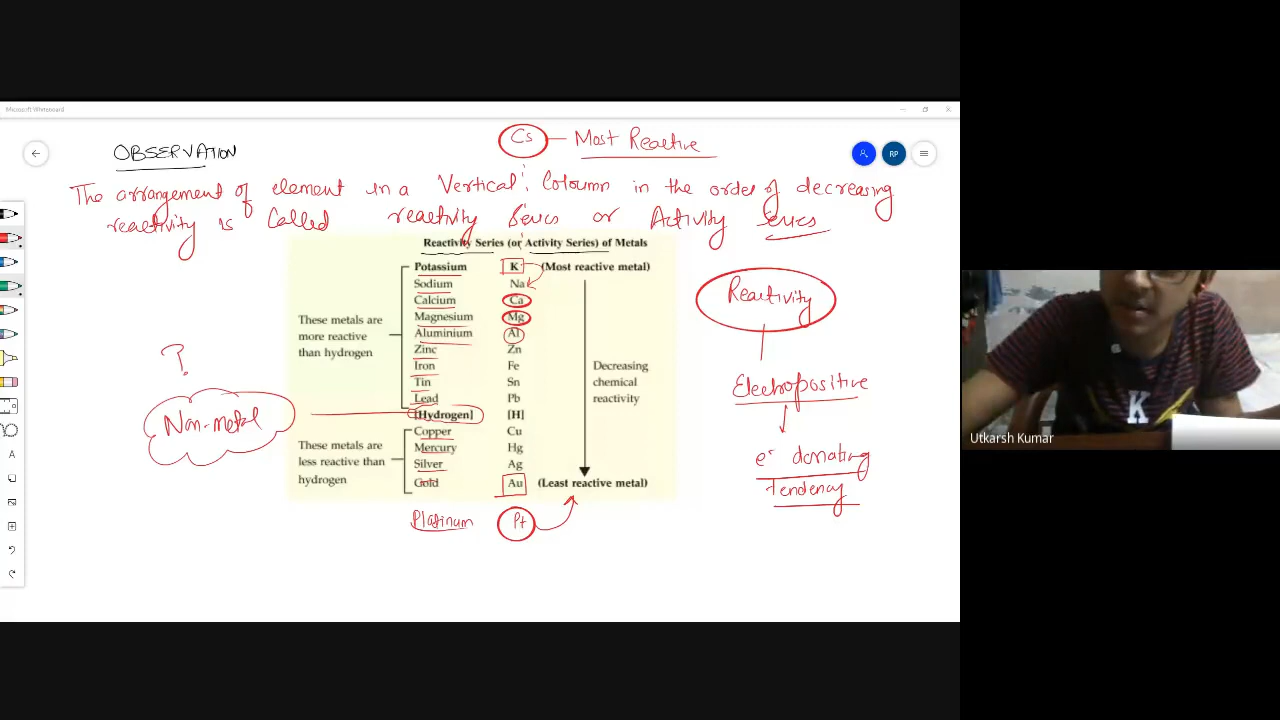 Microsoft Whiteboard
Cs — Most Reactive
OBSERVATION
RP
The arrangement of element in a Vertical Coloumn in the order of decreasing
reactivity is Called reactivity Series or Activity series
Reactivity Series (or Activity Series) of Metals
Potassium K (Most reactive metal)
Sodium Na
Calcium Ca
Magnesium Mg
Aluminium Al
Zinc Zn
Iron Fe
Tin Sn
Lead Pb
[Hydrogen] [H]
Copper Cu
Mercury Hg
Silver Ag
Gold Au (Least reactive metal)
Platinum Pt
These metals are
more reactive
than hydrogen
These metals are
less reactive than
hydrogen
Decreasing
chemical
reactivity
?
Non-metal
Reactivity
Electropositive
e⁻ donating
Tendency
A
K
Utkarsh Kumar